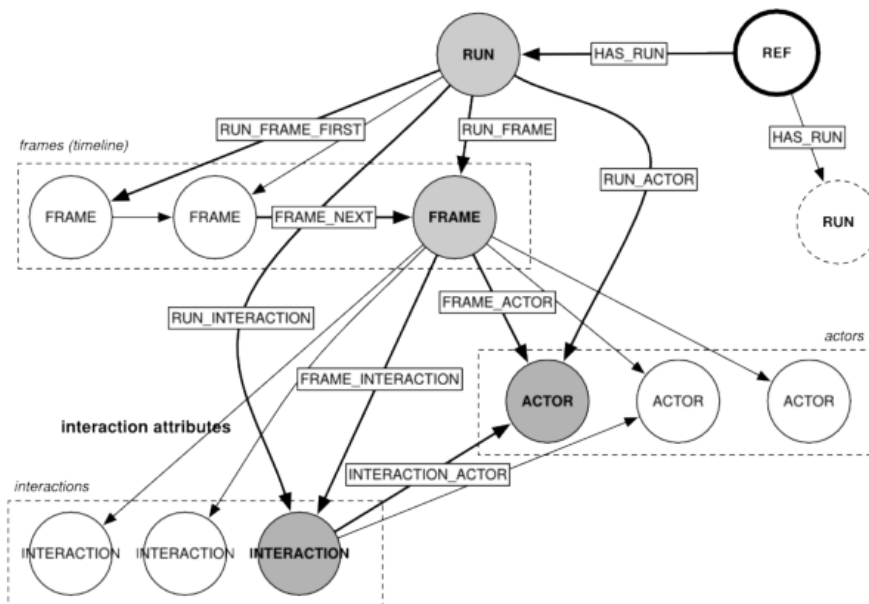 RUN
HAS_RUN
REF
RUN_FRAME_FIRST
RUN_FRAME
HAS_RUN
frames (timeline)
RUN_ACTOR
FRAME
FRAME
FRAME_NEXT
FRAME
RUN
RUN_INTERACTION
FRAME_ACTOR
actors
FRAME_INTERACTION
ACTOR
ACTOR
ACTOR
interaction attributes
INTERACTION_ACTOR
interactions
INTERACTION
INTERACTION
INTERACTION